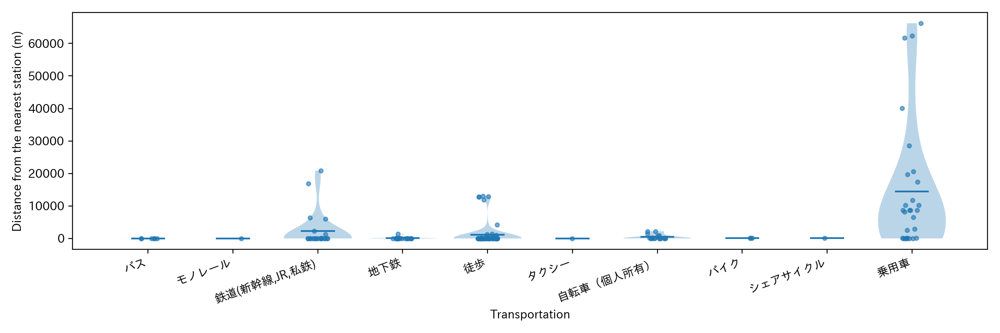 Distance from the nearest station (m)
60000
50000
40000
30000
20000
10000
0
バス
モノレール
鉄道(新幹線,JR,私鉄)
地下鉄
徒歩
タクシー
自転車（個人所有）
バイク
シェアサイクル
乗用車
Transportation